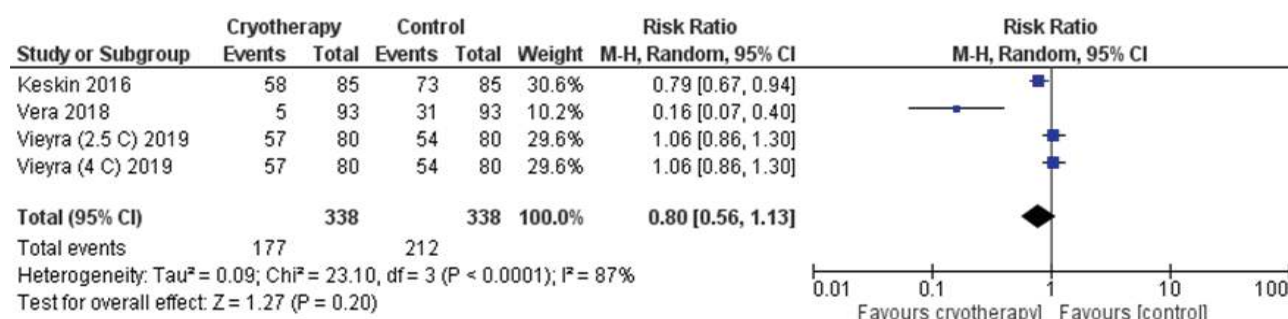 Cryotherapy Control Risk Ratio Risk Ratio
Study or Subgroup Events Total Events Total Weight M-H, Random, 95% CI M-H, Random, 95% CI
Keskin 2016 58 85 73 85 30.6% 0.79 [0.67, 0.94]
Vera 2018 5 93 31 93 10.2% 0.16 [0.07, 0.40]
Vieyra (2.5 C) 2019 57 80 54 80 29.6% 1.06 [0.86, 1.30]
Vieyra (4 C) 2019 57 80 54 80 29.6% 1.06 [0.86, 1.30]
Total (95% CI) 338 338 100.0% 0.80 [0.56, 1.13]
Total events 177 212
Heterogeneity: Tau² = 0.09; Chi² = 23.10, df = 3 (P < 0.0001); I² = 87%
Test for overall effect: Z = 1.27 (P = 0.20)
0.01 0.1 1 10 100
Favours cryotherapy] Favours [control]